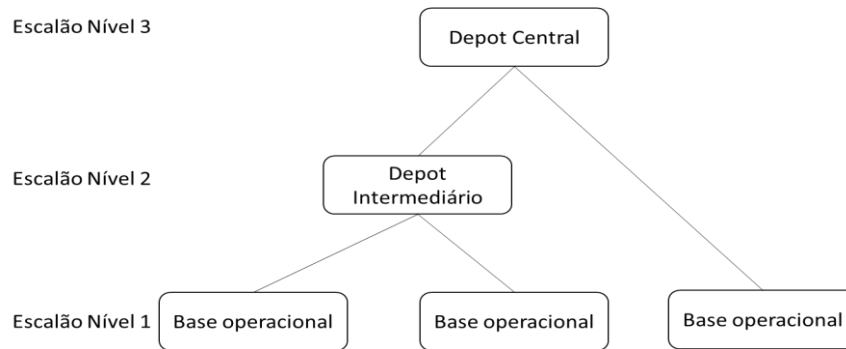 Escalão Nível 3
Depot Central
Escalão Nível 2
Depot
Intermediário
Escalão Nível 1
Base operacional
Base operacional
Base operacional